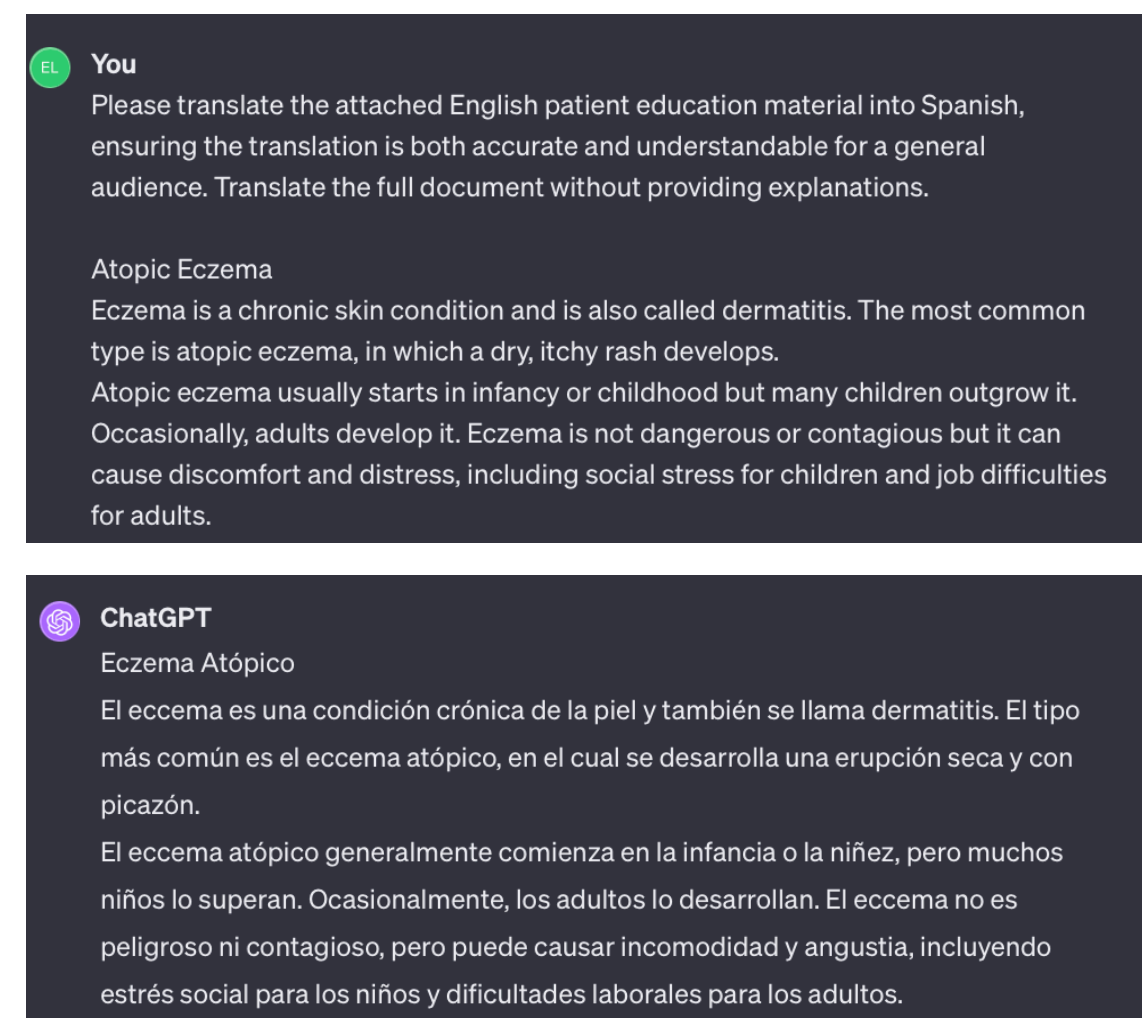 EL
You
Please translate the attached English patient education material into Spanish,
ensuring the translation is both accurate and understandable for a general
audience. Translate the full document without providing explanations.
Atopic Eczema
Eczema is a chronic skin condition and is also called dermatitis. The most common
type is atopic eczema, in which a dry, itchy rash develops.
Atopic eczema usually starts in infancy or childhood but many children outgrow it.
Occasionally, adults develop it. Eczema is not dangerous or contagious but it can
cause discomfort and distress, including social stress for children and job difficulties
for adults.
ChatGPT
Eczema Atópico
El eccema es una condición crónica de la piel y también se llama dermatitis. El tipo
más común es el eccema atópico, en el cual se desarrolla una erupción seca y con
picazón.
El eccema atópico generalmente comienza en la infancia o la niñez, pero muchos
niños lo superan. Ocasionalmente, los adultos lo desarrollan. El eccema no es
peligroso ni contagioso, pero puede causar incomodidad y angustia, incluyendo
estrés social para los niños y dificultades laborales para los adultos.